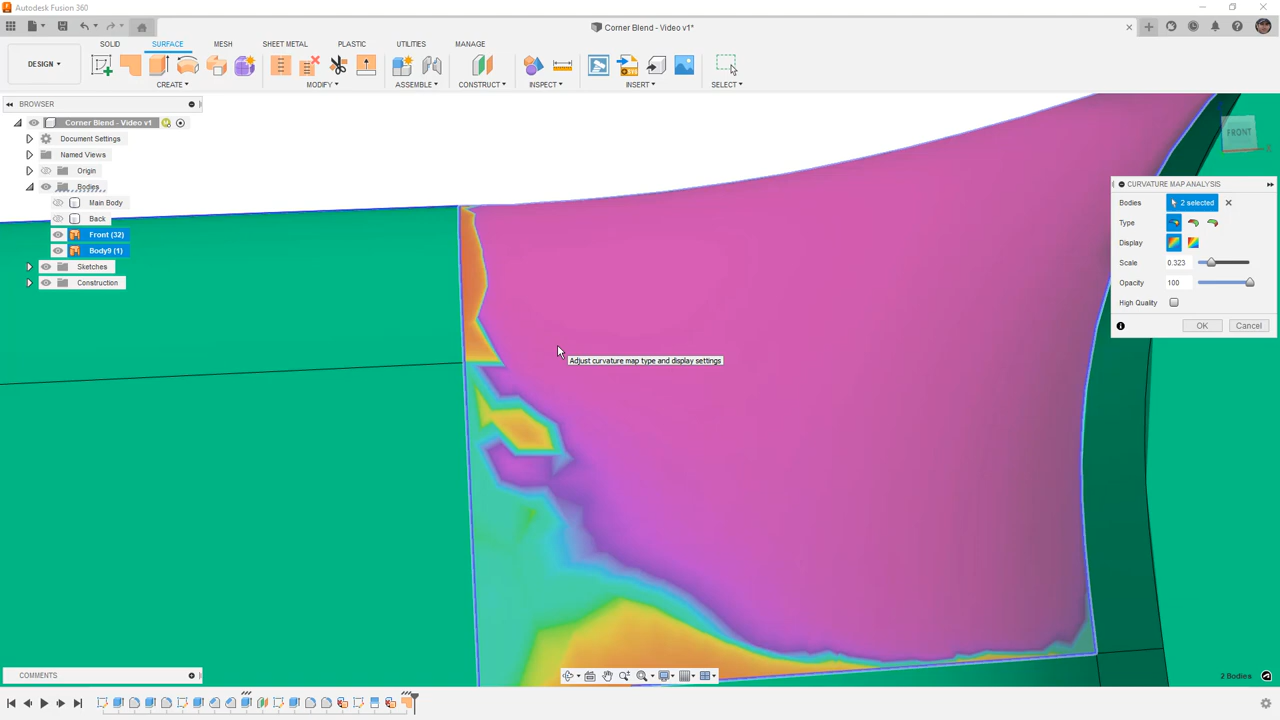 Autodesk Fusion 360
Corner Blend - Video v1*
DESIGN
SOLID
SURFACE
MESH
SHEET METAL
PLASTIC
UTILITIES
MANAGE
CREATE
MODIFY
ASSEMBLE
CONSTRUCT
INSPECT
INSERT
SELECT
BROWSER
Corner Blend - Video v1
Document Settings
Named Views
Origin
Bodies
Main Body
Back
Front (32)
Body9 (1)
Sketches
Construction
FRONT
CURVATURE MAP ANALYSIS
Bodies 2 selected
Type
Display
Scale 0.323
Opacity 100
High Quality
OK Cancel
Adjust curvature map type and display settings
COMMENTS
2 Bodies